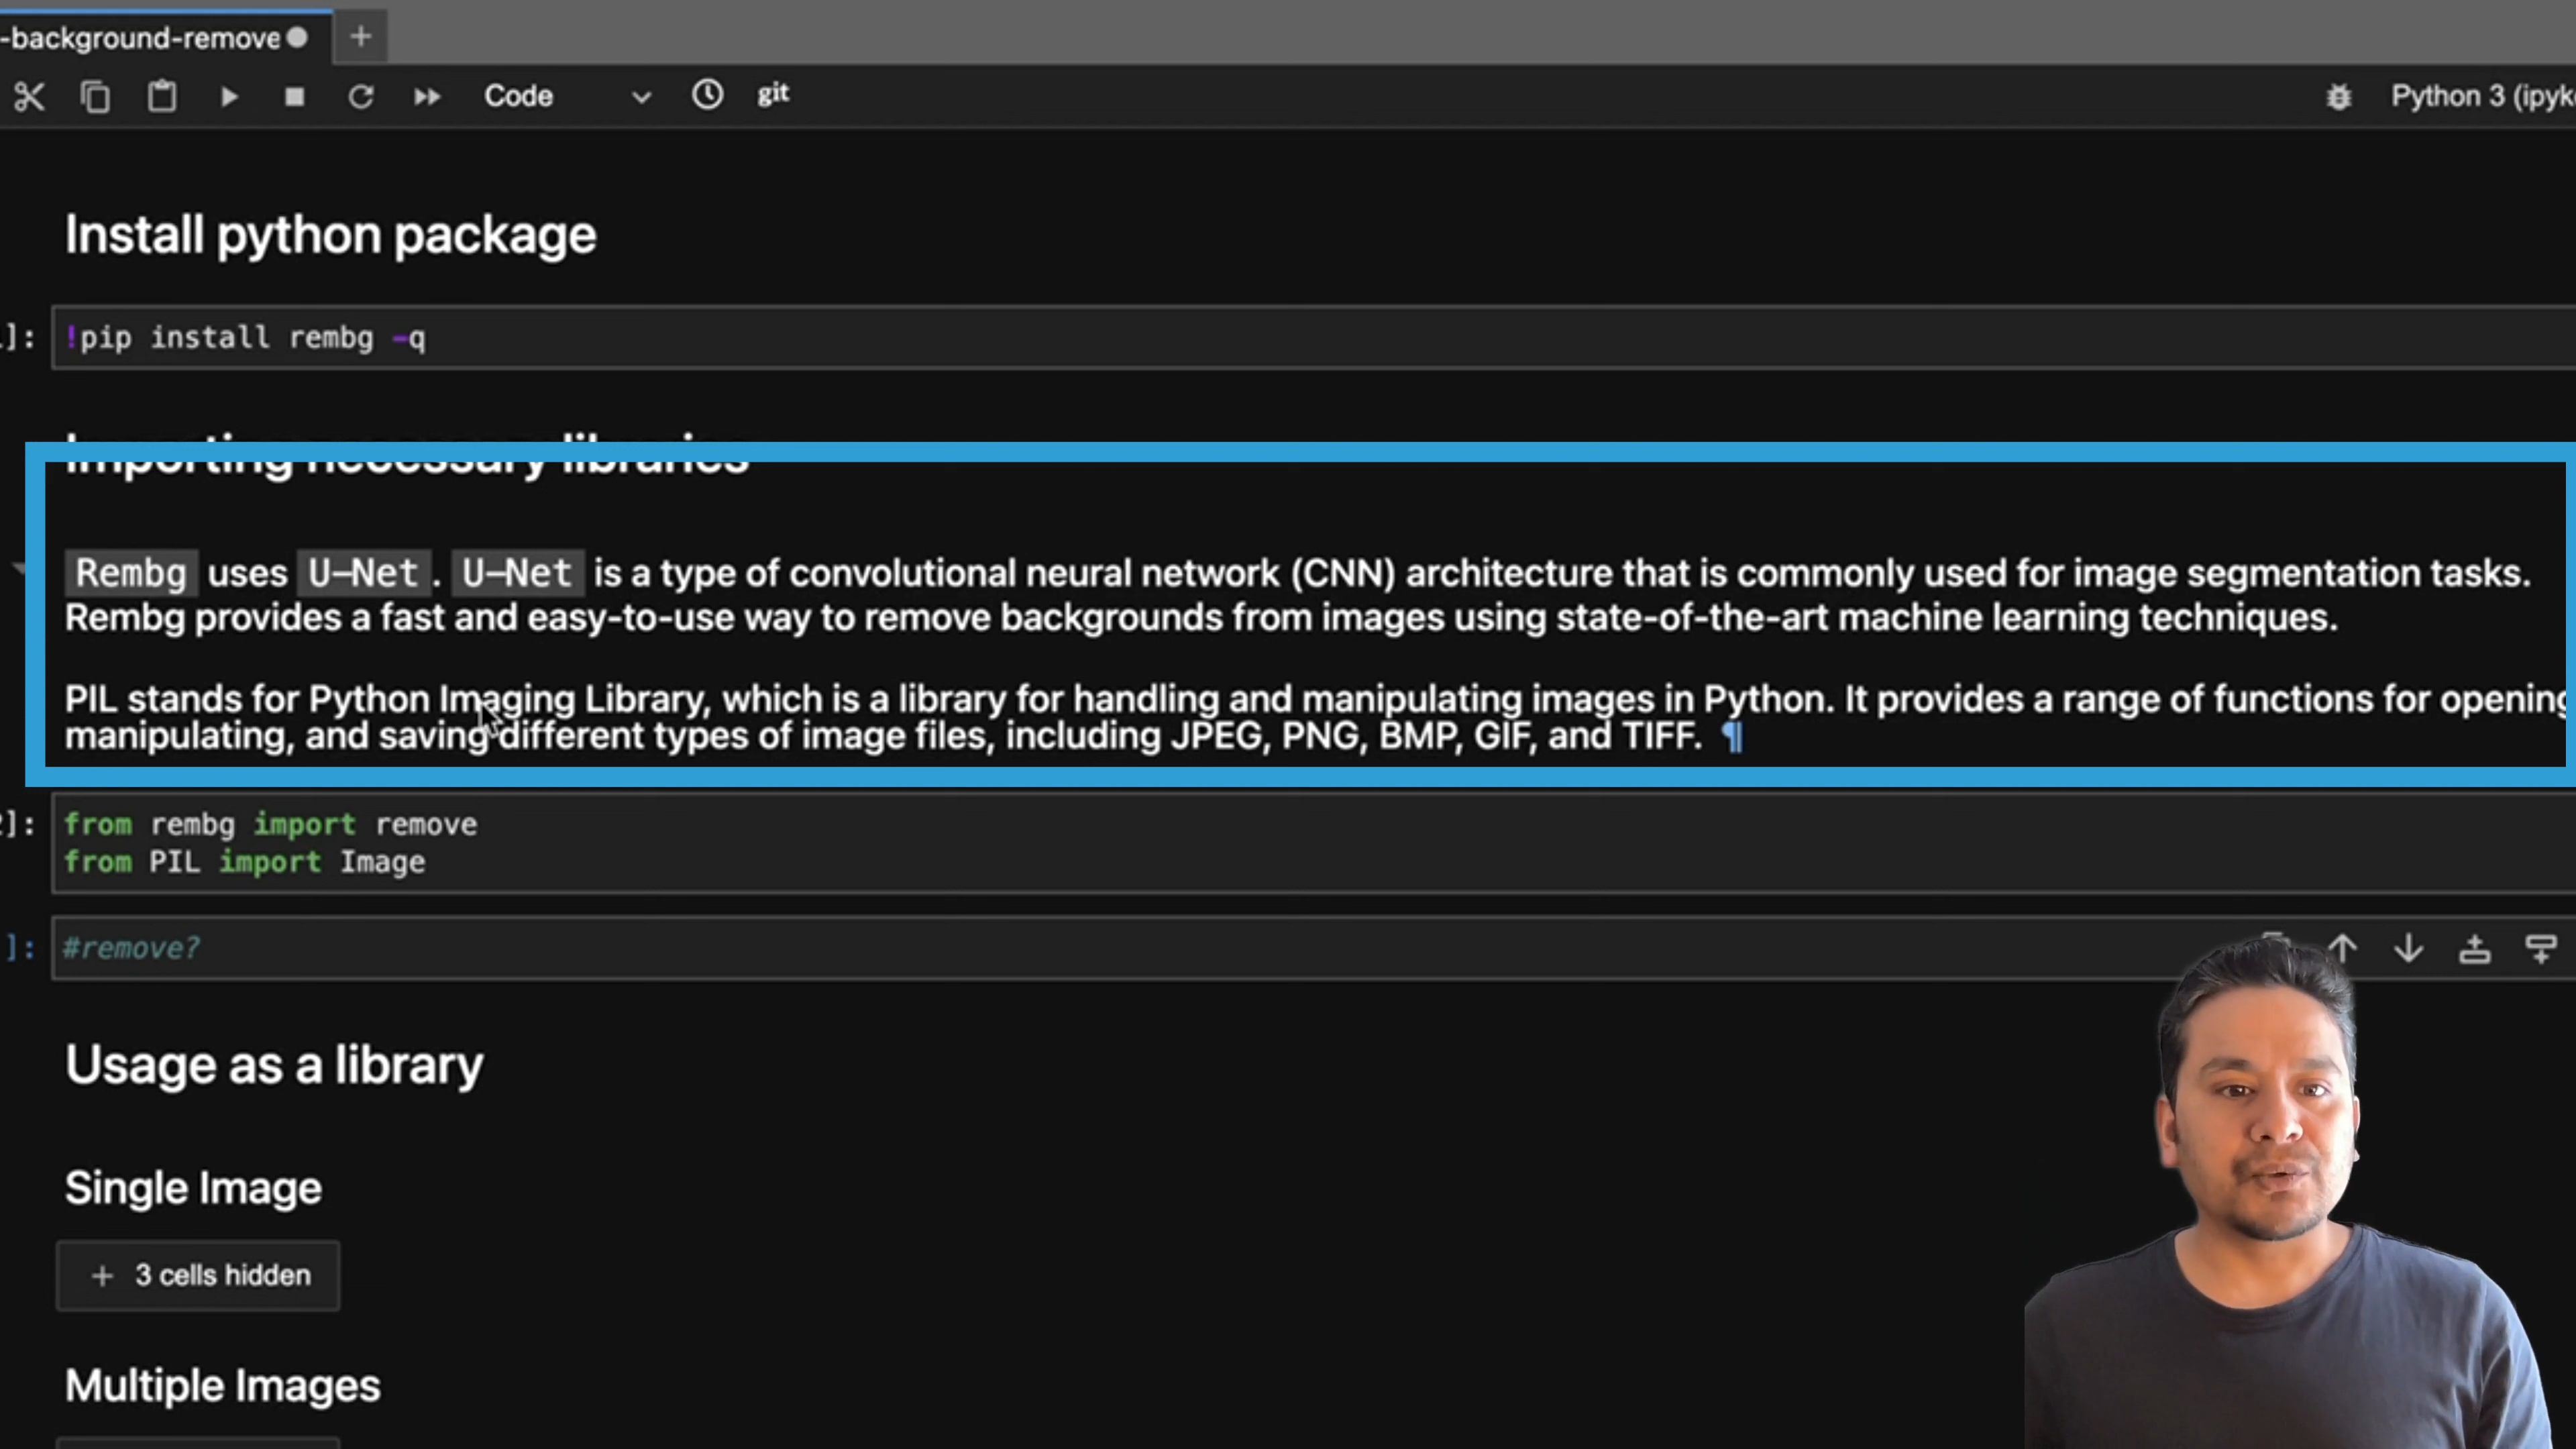 -background-remove
Code
git
Python 3 (ipyk
Install python package
]:
!pip install rembg -q
Importing necessary libraries
Rembg uses U-Net. U-Net is a type of convolutional neural network (CNN) architecture that is commonly used for image segmentation tasks.
Rembg provides a fast and easy-to-use way to remove backgrounds from images using state-of-the-art machine learning techniques.
PIL stands for Python Imaging Library, which is a library for handling and manipulating images in Python. It provides a range of functions for opening
manipulating, and saving different types of image files, including JPEG, PNG, BMP, GIF, and TIFF. ¶
]:
from rembg import remove
from PIL import Image
]:
#remove?
Usage as a library
Single Image
+ 3 cells hidden
Multiple Images